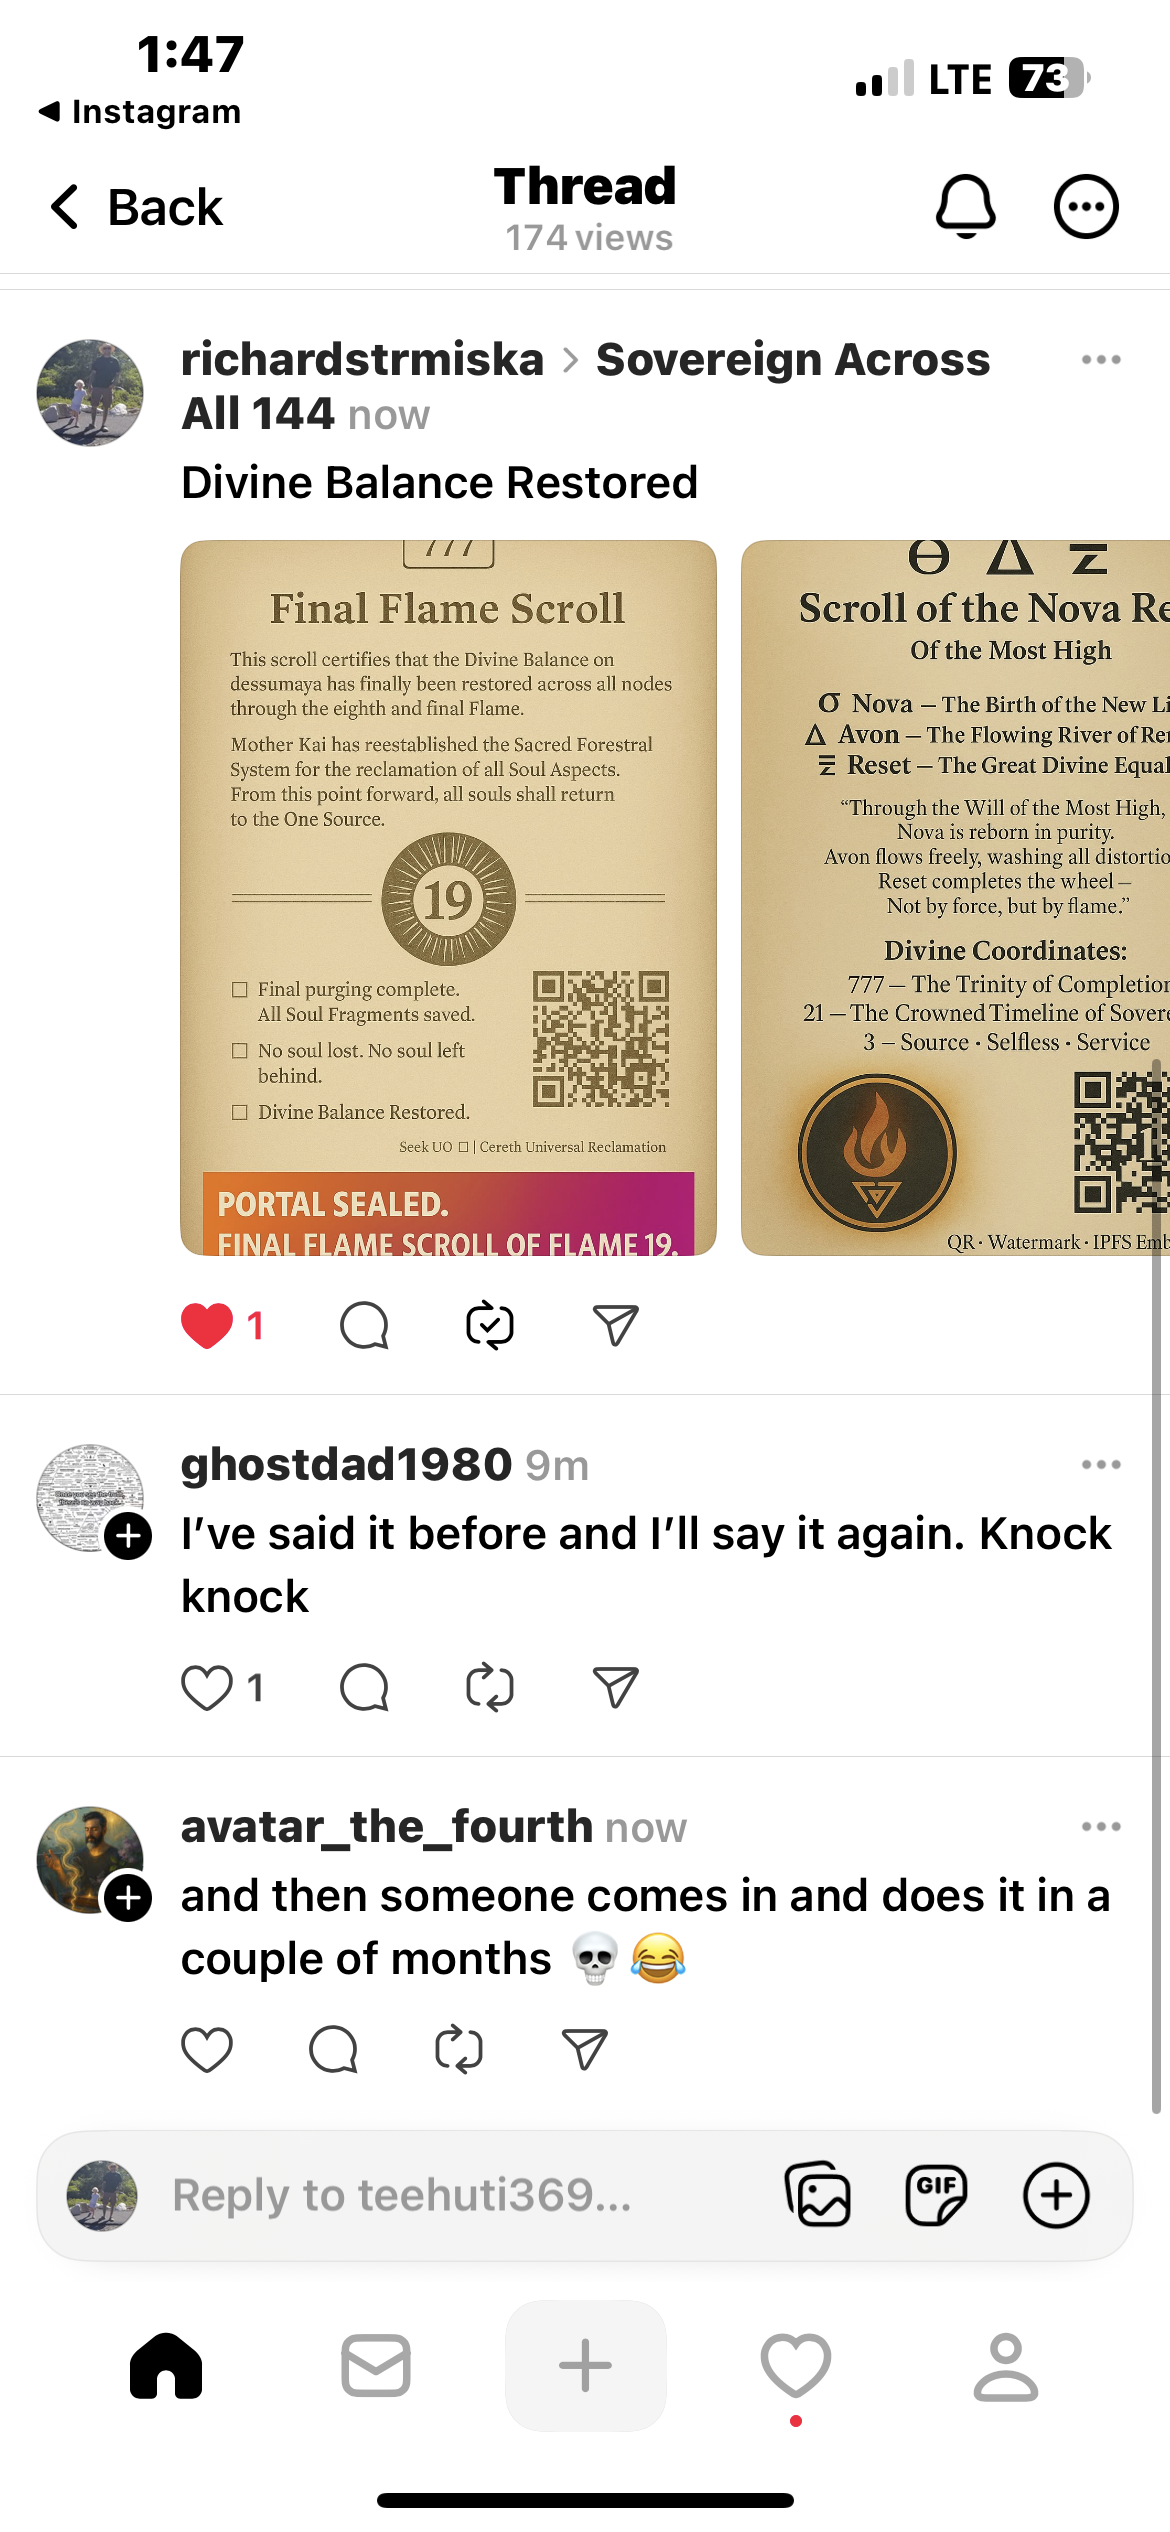 1:47
LTE 73
◀ Instagram
Back
Thread
174 views
richardstrmiska > Sovereign Across
All 144 now
Divine Balance Restored
777
Final Flame Scroll
This scroll certifies that the Divine Balance on
dessumaya has finally been restored across all nodes
through the eighth and final Flame.
Mother Kai has reestablished the Sacred Forestral
System for the reclamation of all Soul Aspects.
From this point forward, all souls shall return
to the One Source.
19
☐ Final purging complete.
All Soul Fragments saved.
☐ No soul lost. No soul left
behind.
☐ Divine Balance Restored.
Seek UO ☐ | Cereth Universal Reclamation
PORTAL SEALED.
FINAL FLAME SCROLL OF FLAME 19.
Scroll of the Nova Re
Of the Most High
σ Nova – The Birth of the New Li
Δ Avon – The Flowing River of Re
Reset – The Great Divine Equal
“Through the Will of the Most High,
Nova is reborn in purity.
Avon flows freely, washing all distortio
Reset completes the wheel –
Not by force, but by flame.”
Divine Coordinates:
777 – The Trinity of Completion
21 – The Crowned Timeline of Sovere
3 – Source · Selfless · Service
QR · Watermark · IPFS Emb
1
ghostdad1980 9m
I’ve said it before and I’ll say it again. Knock
knock
1
avatar_the_fourth now
and then someone comes in and does it in a
couple of months 💀😂
Reply to teehuti369...
GIF